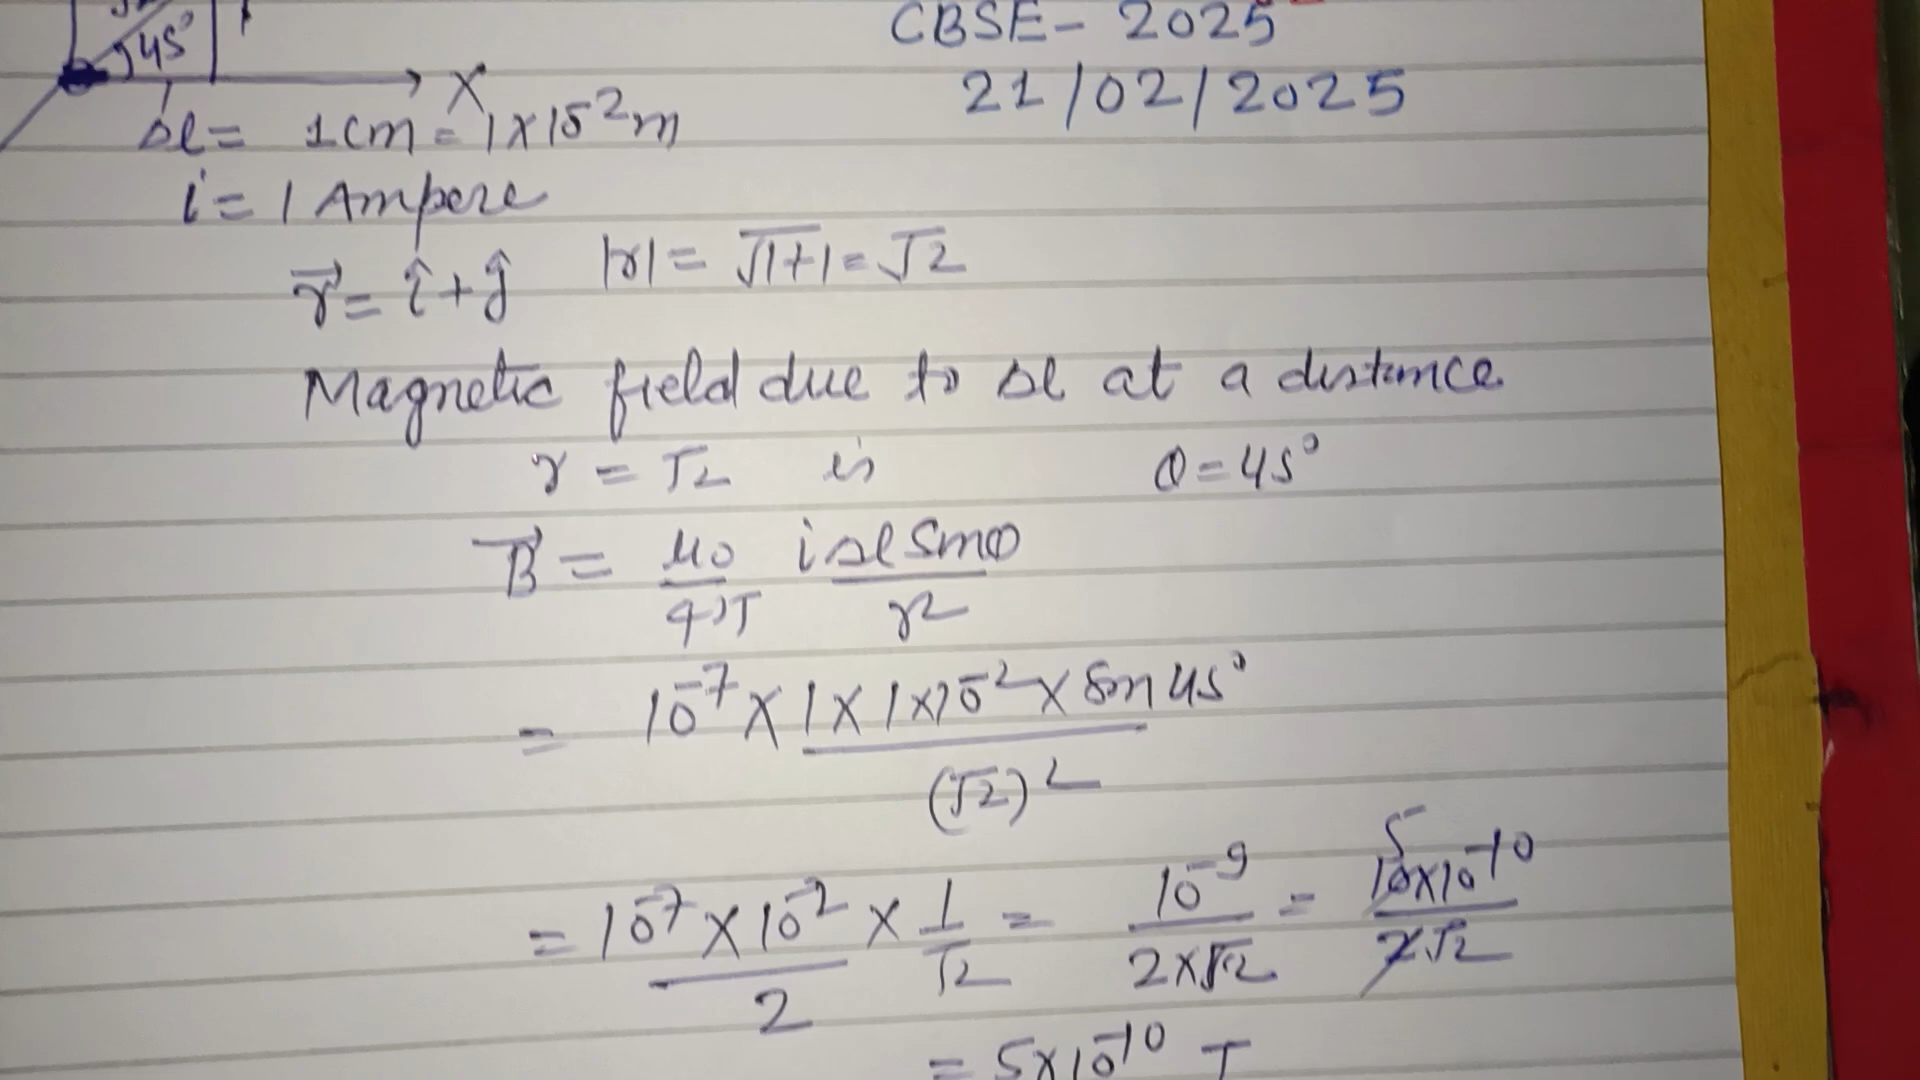 CBSE- 2025
45°
21/02/2025
X
Δl = 1cm = 1×10⁻²m
i = 1 Ampere
r⃗ = î + ĵ |r| = √1+1 = √2
Magnetic field due to Δl at a distance
r = √2 is θ = 45°
B⃗ = μ₀/4π iΔl Sinθ/r²
= 10⁻⁷ × 1×1×10⁻² × Sin45°/(√2)²
= 10⁻⁷×10⁻²/2 × 1/√2 = 10⁻⁹/2×√2 = 5 10×10⁻¹⁰/2√2
= 5×10⁻¹⁰ T